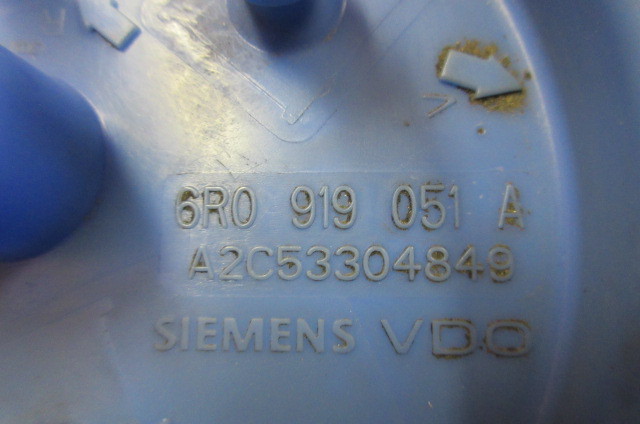 6R0 919 051 A
A2C53304849
SIEMENS VDO